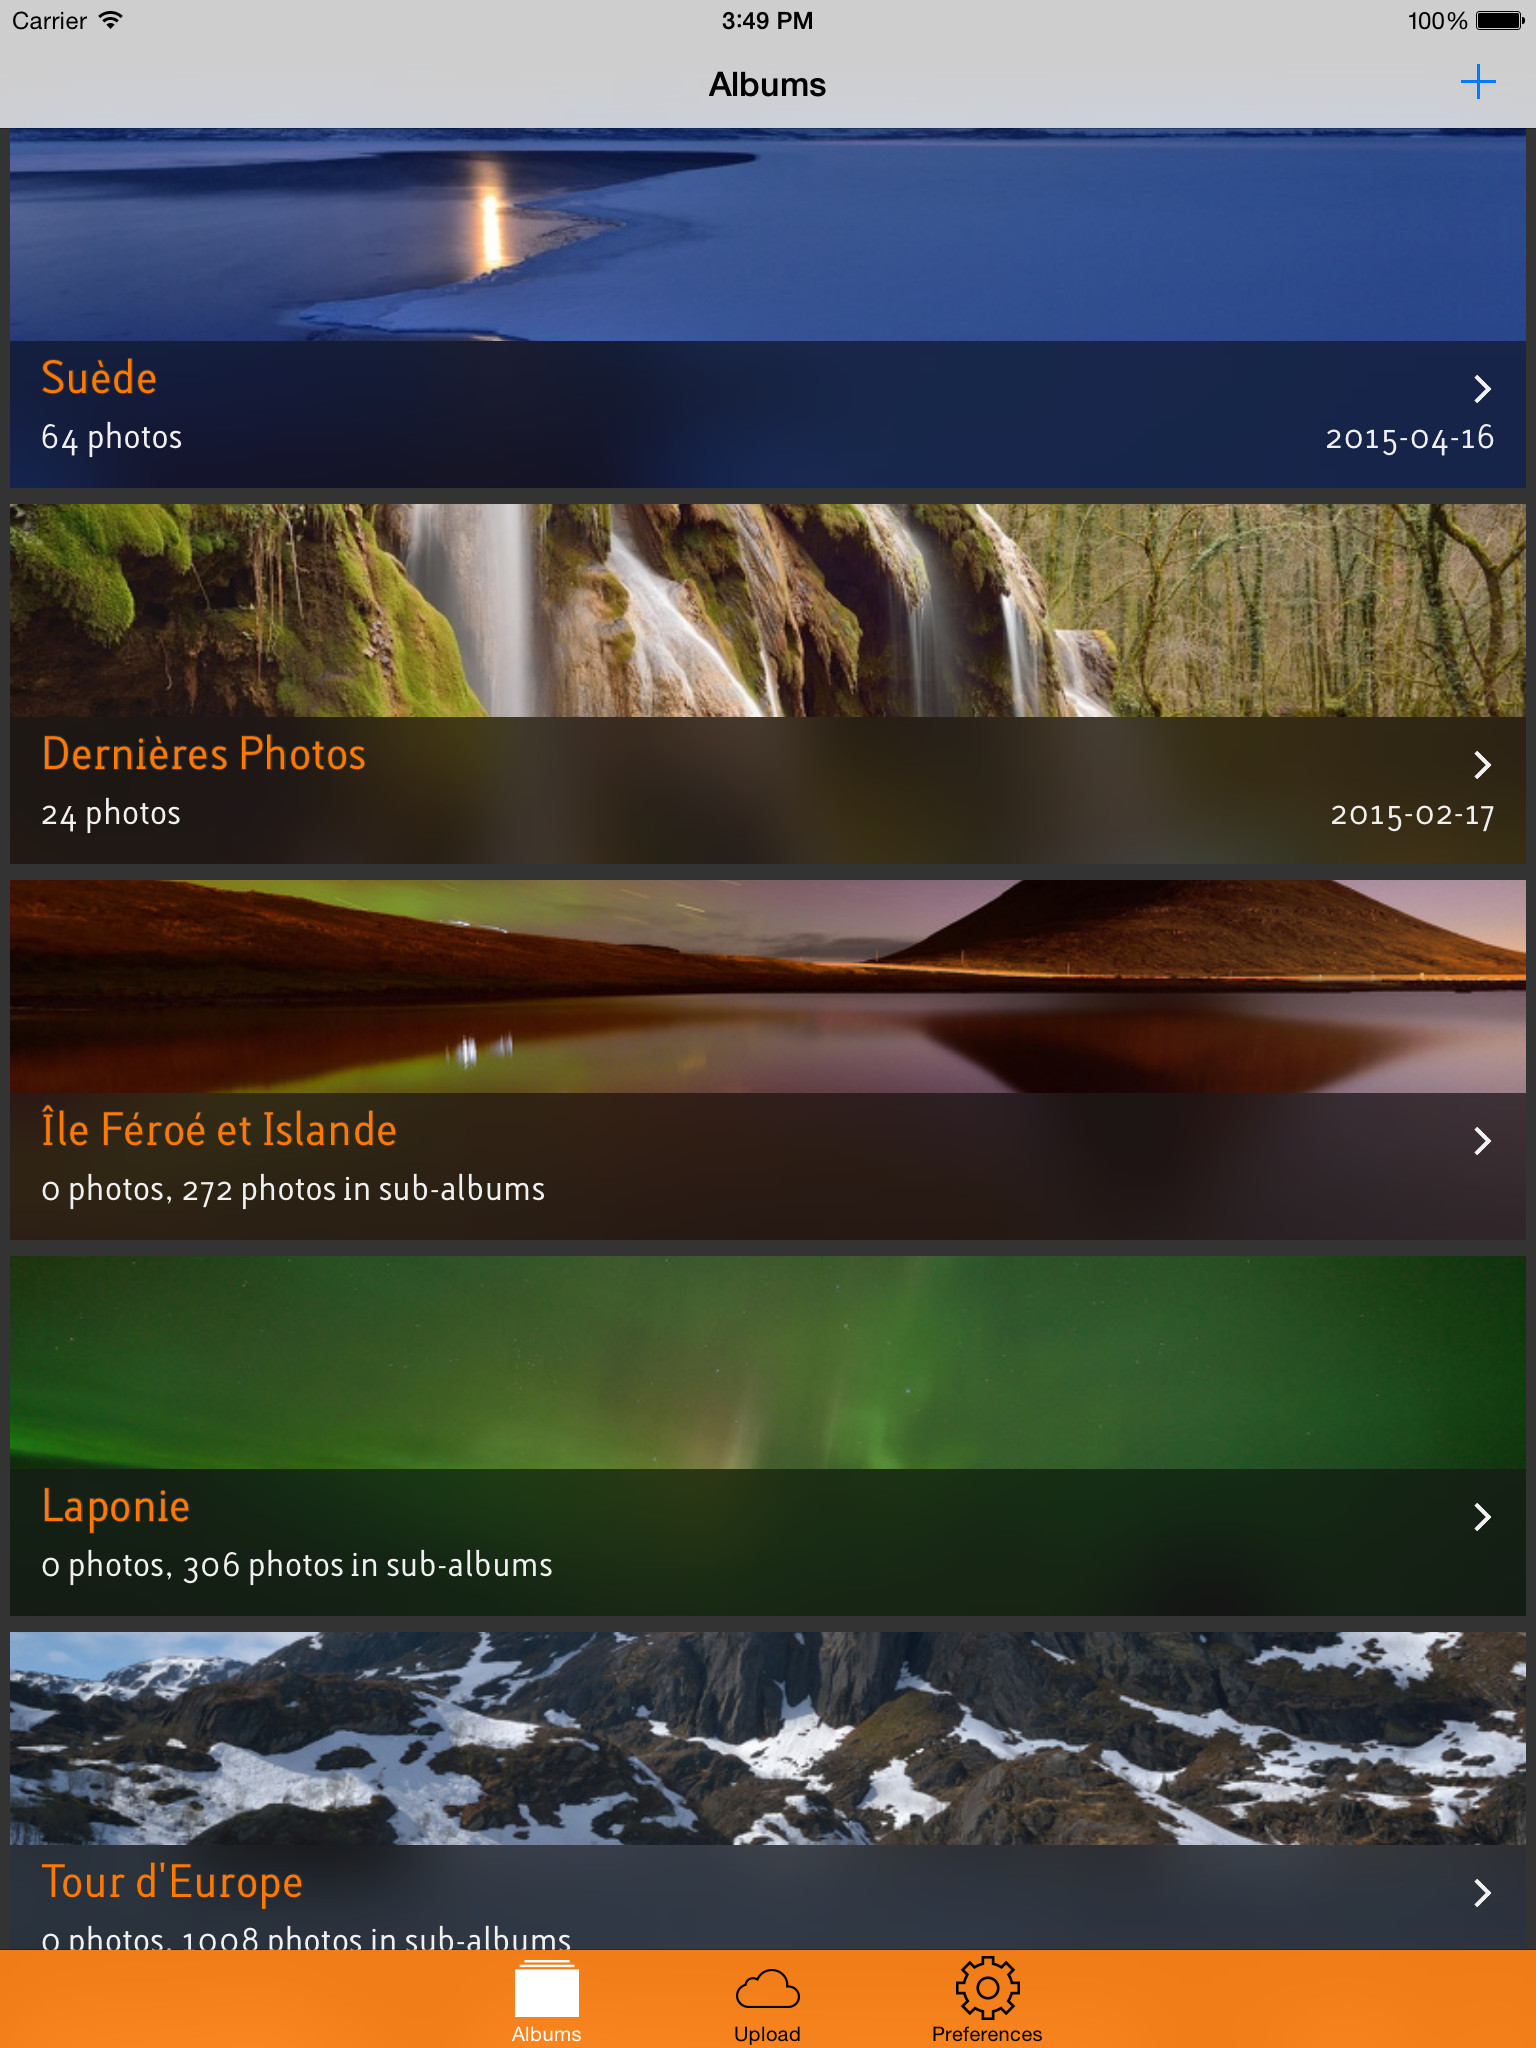 Carrier 3:49 PM 100%
Albums
Suède
64 photos 2015-04-16
Dernières Photos
24 photos 2015-02-17
Île Féroé et Islande
0 photos, 272 photos in sub-albums
Laponie
0 photos, 306 photos in sub-albums
Tour d'Europe
0 photos, 1008 photos in sub-albums
Albums Upload Preferences